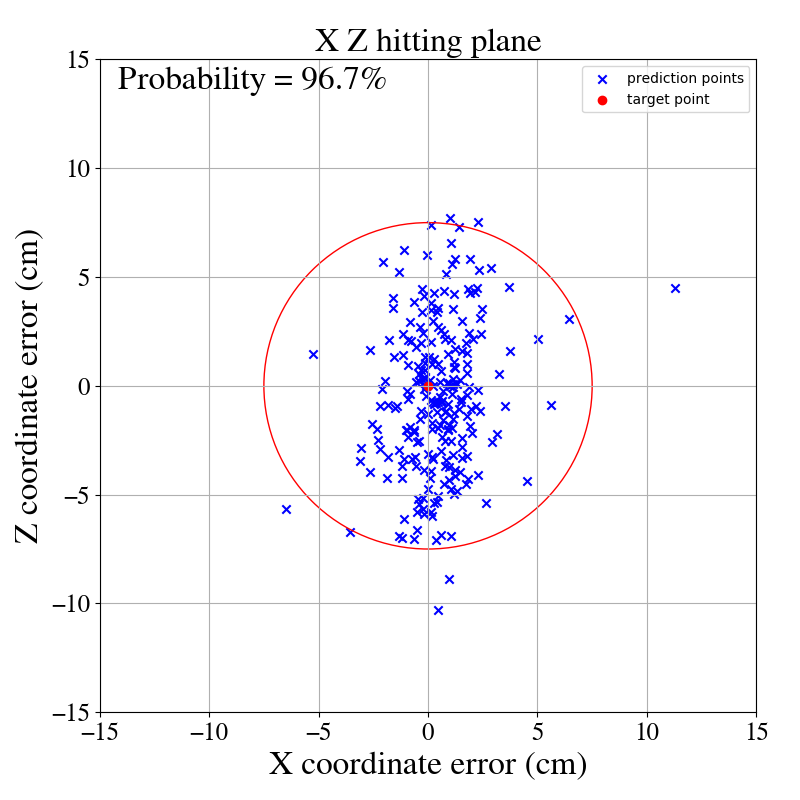 X Z hitting plane
Probability = 96.7%
prediction points
target point
Z coordinate error (cm)
15
10
5
0
−5
−10
−15
−15
−10
−5
0
5
10
15
X coordinate error (cm)